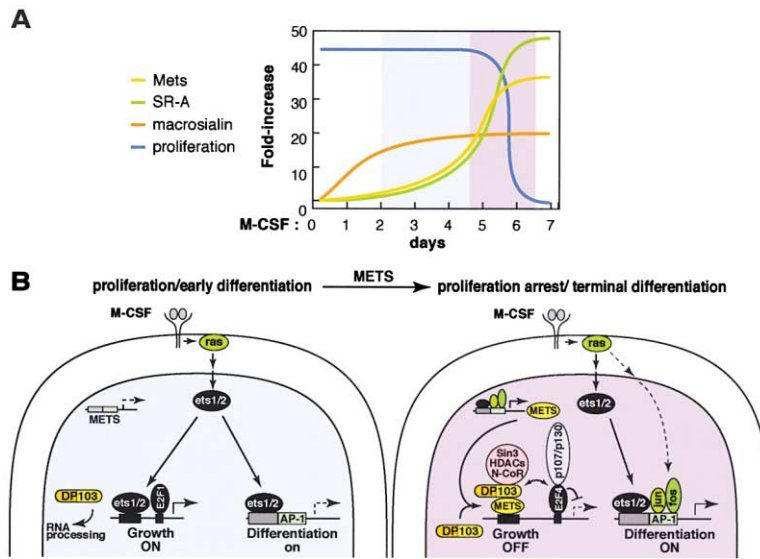 A
Mets
SR-A
macrosialin
proliferation
Fold-increase
50
40
30
20
10
0
0 1 2 3 4 5 6 7
M-CSF :
days
B
proliferation/early differentiation
METS
proliferation arrest/ terminal differentiation
M-CSF
ras
ets1/2
METS
DP103
RNA
processing
ets1/2
E2F1
Growth
ON
ets1/2
AP-1
Differentiation
on
M-CSF
ras
METS
ets1/2
Sin3
HDACs
N-CoR
p107/p130
DP103
METS
E2F4
DP103
Growth
OFF
ets1/2
jun
fos
AP-1
Differentiation
ON